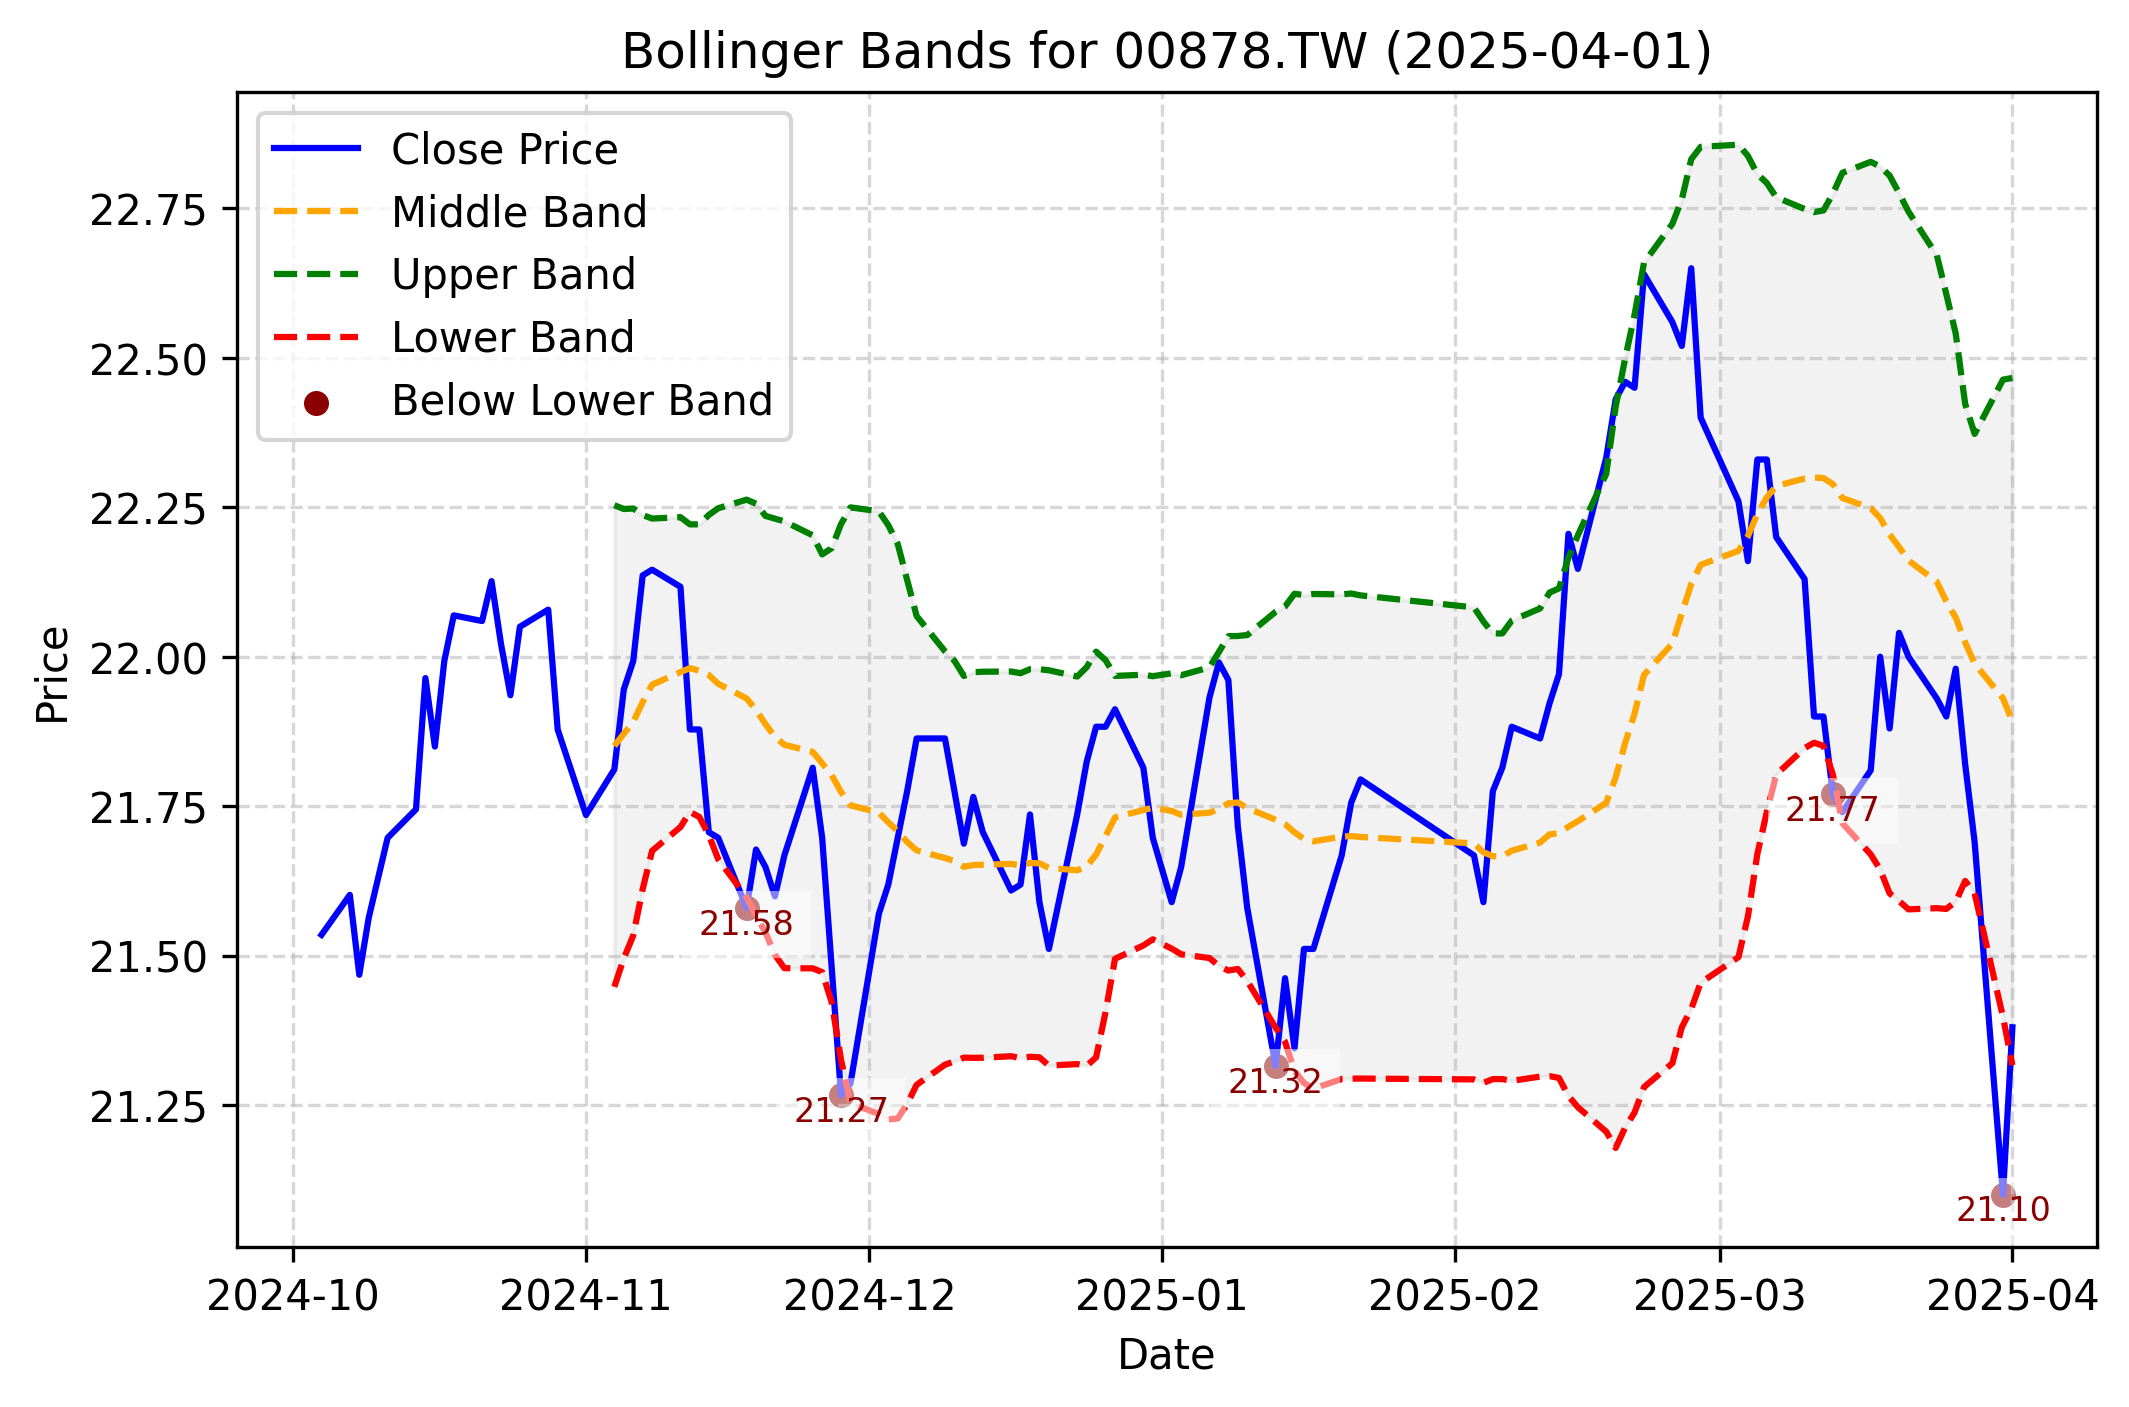 Bollinger Bands for 00878.TW (2025-04-01)
Close Price
Middle Band
Upper Band
Lower Band
Below Lower Band
Price
22.75
22.50
22.25
22.00
21.75
21.50
21.25
21.58
21.27
21.32
21.77
21.10
2024-10
2024-11
2024-12
2025-01
2025-02
2025-03
2025-04
Date